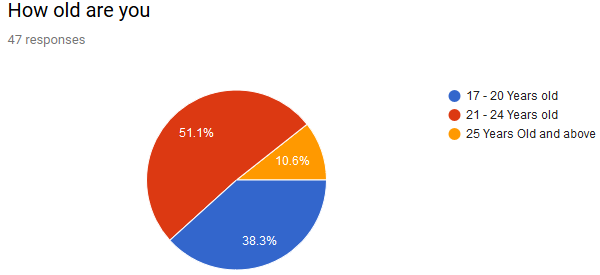 How old are you
47 responses
17 - 20 Years old
21 - 24 Years old
25 Years Old and above
51.1%
10.6%
38.3%